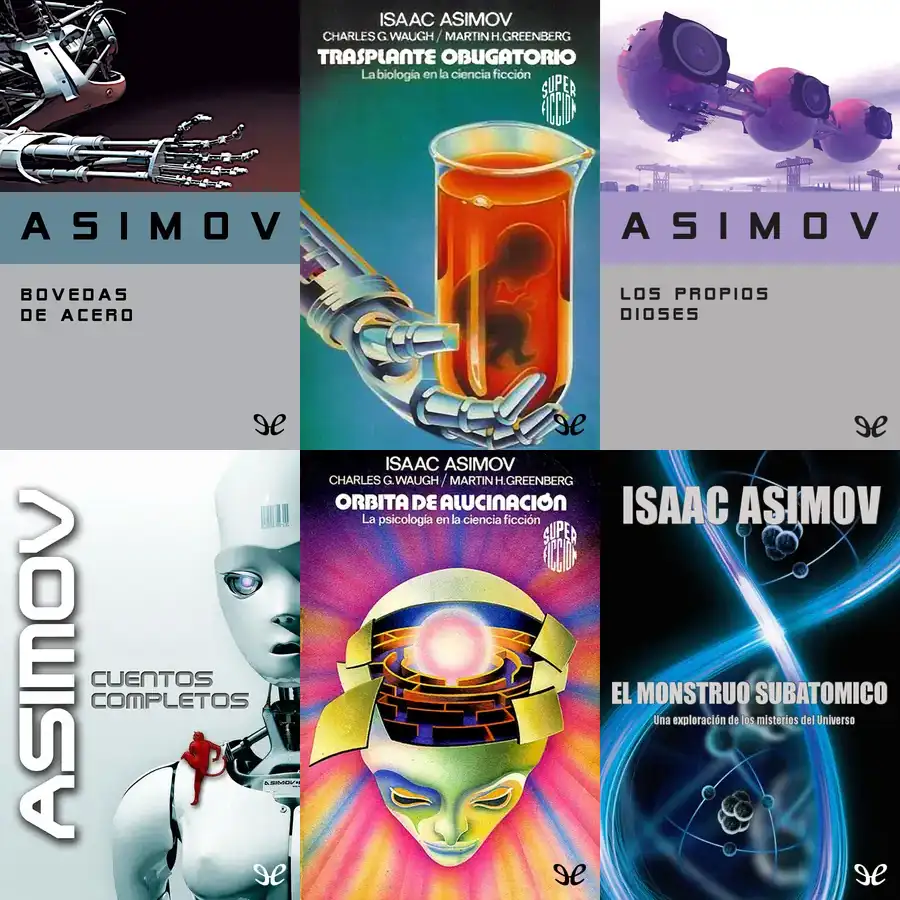 ASIMOV
BOVEDAS
DE ACERO
ISAAC ASIMOV
CHARLES G. WAUGH / MARTIN H. GREENBERG
TRASPLANTE OBLIGATORIO
La biología en la ciencia ficción
SUPER
FICCION
ASIMOV
LOS PROPIOS
DIOSES
ASIMOV
CUENTOS
COMPLETOS
ISAAC ASIMOV
CHARLES G. WAUGH / MARTIN H. GREENBERG
ORBITA DE ALUCINACIÓN
La psicología en la ciencia ficción
SUPER
FICCION
ISAAC ASIMOV
EL MONSTRUO SUBATOMICO
Una exploración de los misterios del Universo